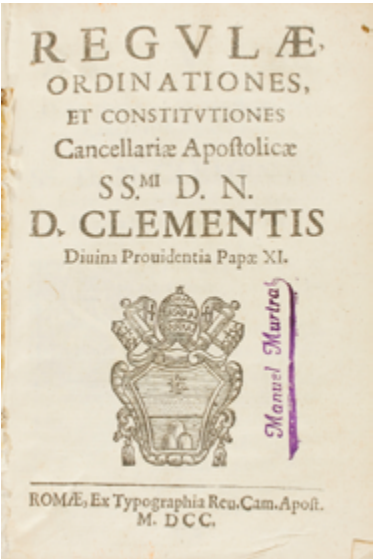 REGVLÆ,
ORDINATIONES,
ET CONSTITVTIONES
Cancellariæ Apoſtolicæ
SS.MI D. N.
D. CLEMENTIS
Diuina Prouidentia Papæ XI.
Manuel Murtra
ROMÆ, Ex Typographia Reu. Cam. Apoſt.
M. DCC.